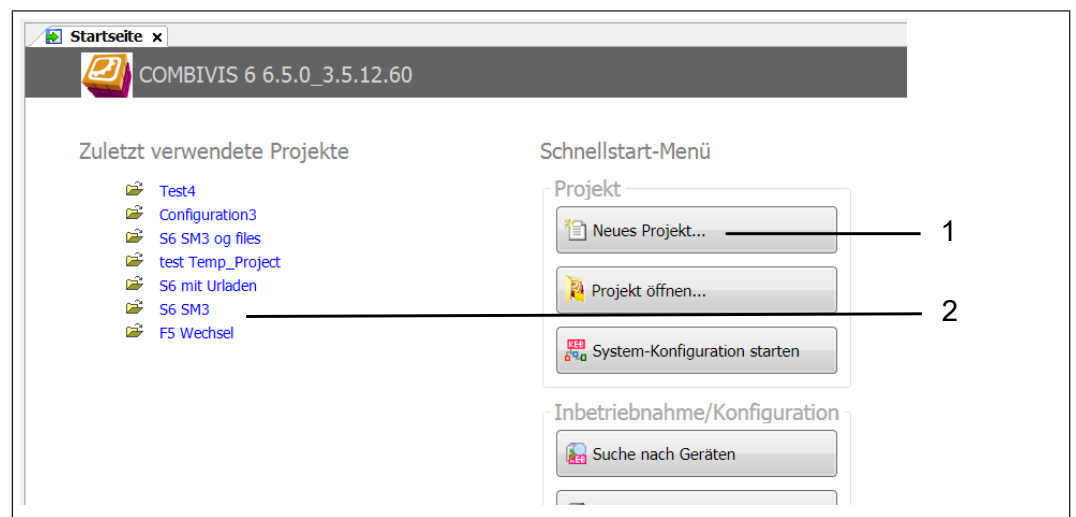 Startseite x
COMBIVIS 6 6.5.0_3.5.12.60
Zuletzt verwendete Projekte
Test4
Configuration3
S6 SM3 og files
test Temp_Project
S6 mit Urladen
S6 SM3
F5 Wechsel
Schnellstart-Menü
Projekt
Neues Projekt...
1
Projekt öffnen...
2
KEB
System-Konfiguration starten
Inbetriebnahme/Konfiguration
KEB
Suche nach Geräten